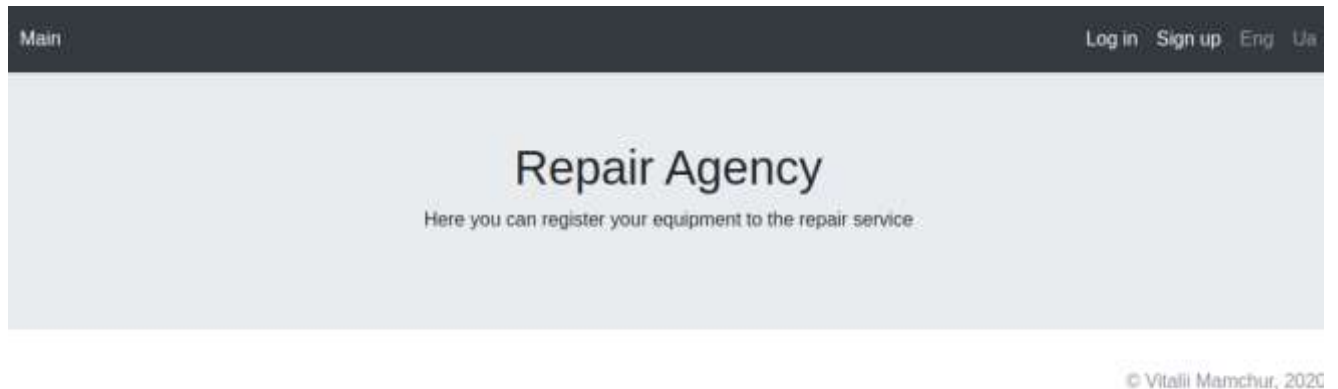 Main Log in Sign up Eng Ua
Repair Agency
Here you can register your equipment to the repair service
© Vitalii Mamchur, 2020